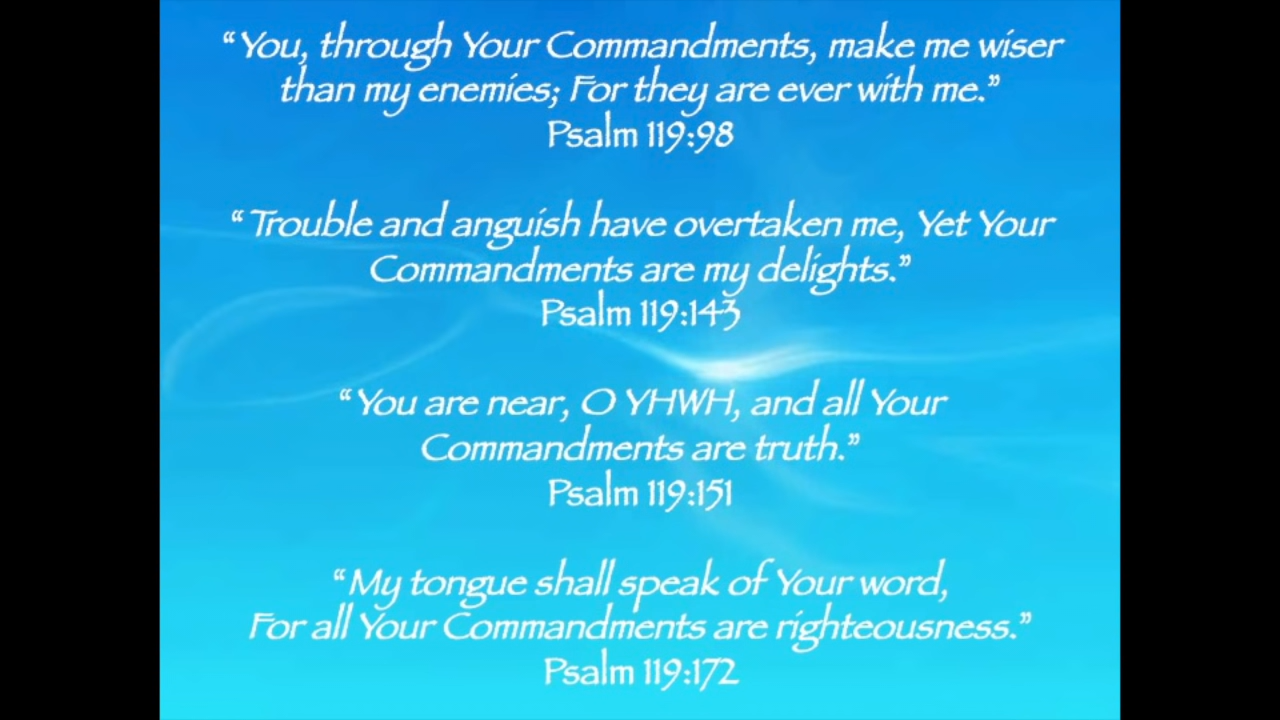 “You, through Your Commandments, make me wiser
than my enemies; For they are ever with me.”
Psalm 119:98
“Trouble and anguish have overtaken me, Yet Your
Commandments are my delights.”
Psalm 119:143
“You are near, O YHWH, and all Your
Commandments are truth.”
Psalm 119:151
“My tongue shall speak of Your word,
For all Your Commandments are righteousness.”
Psalm 119:172